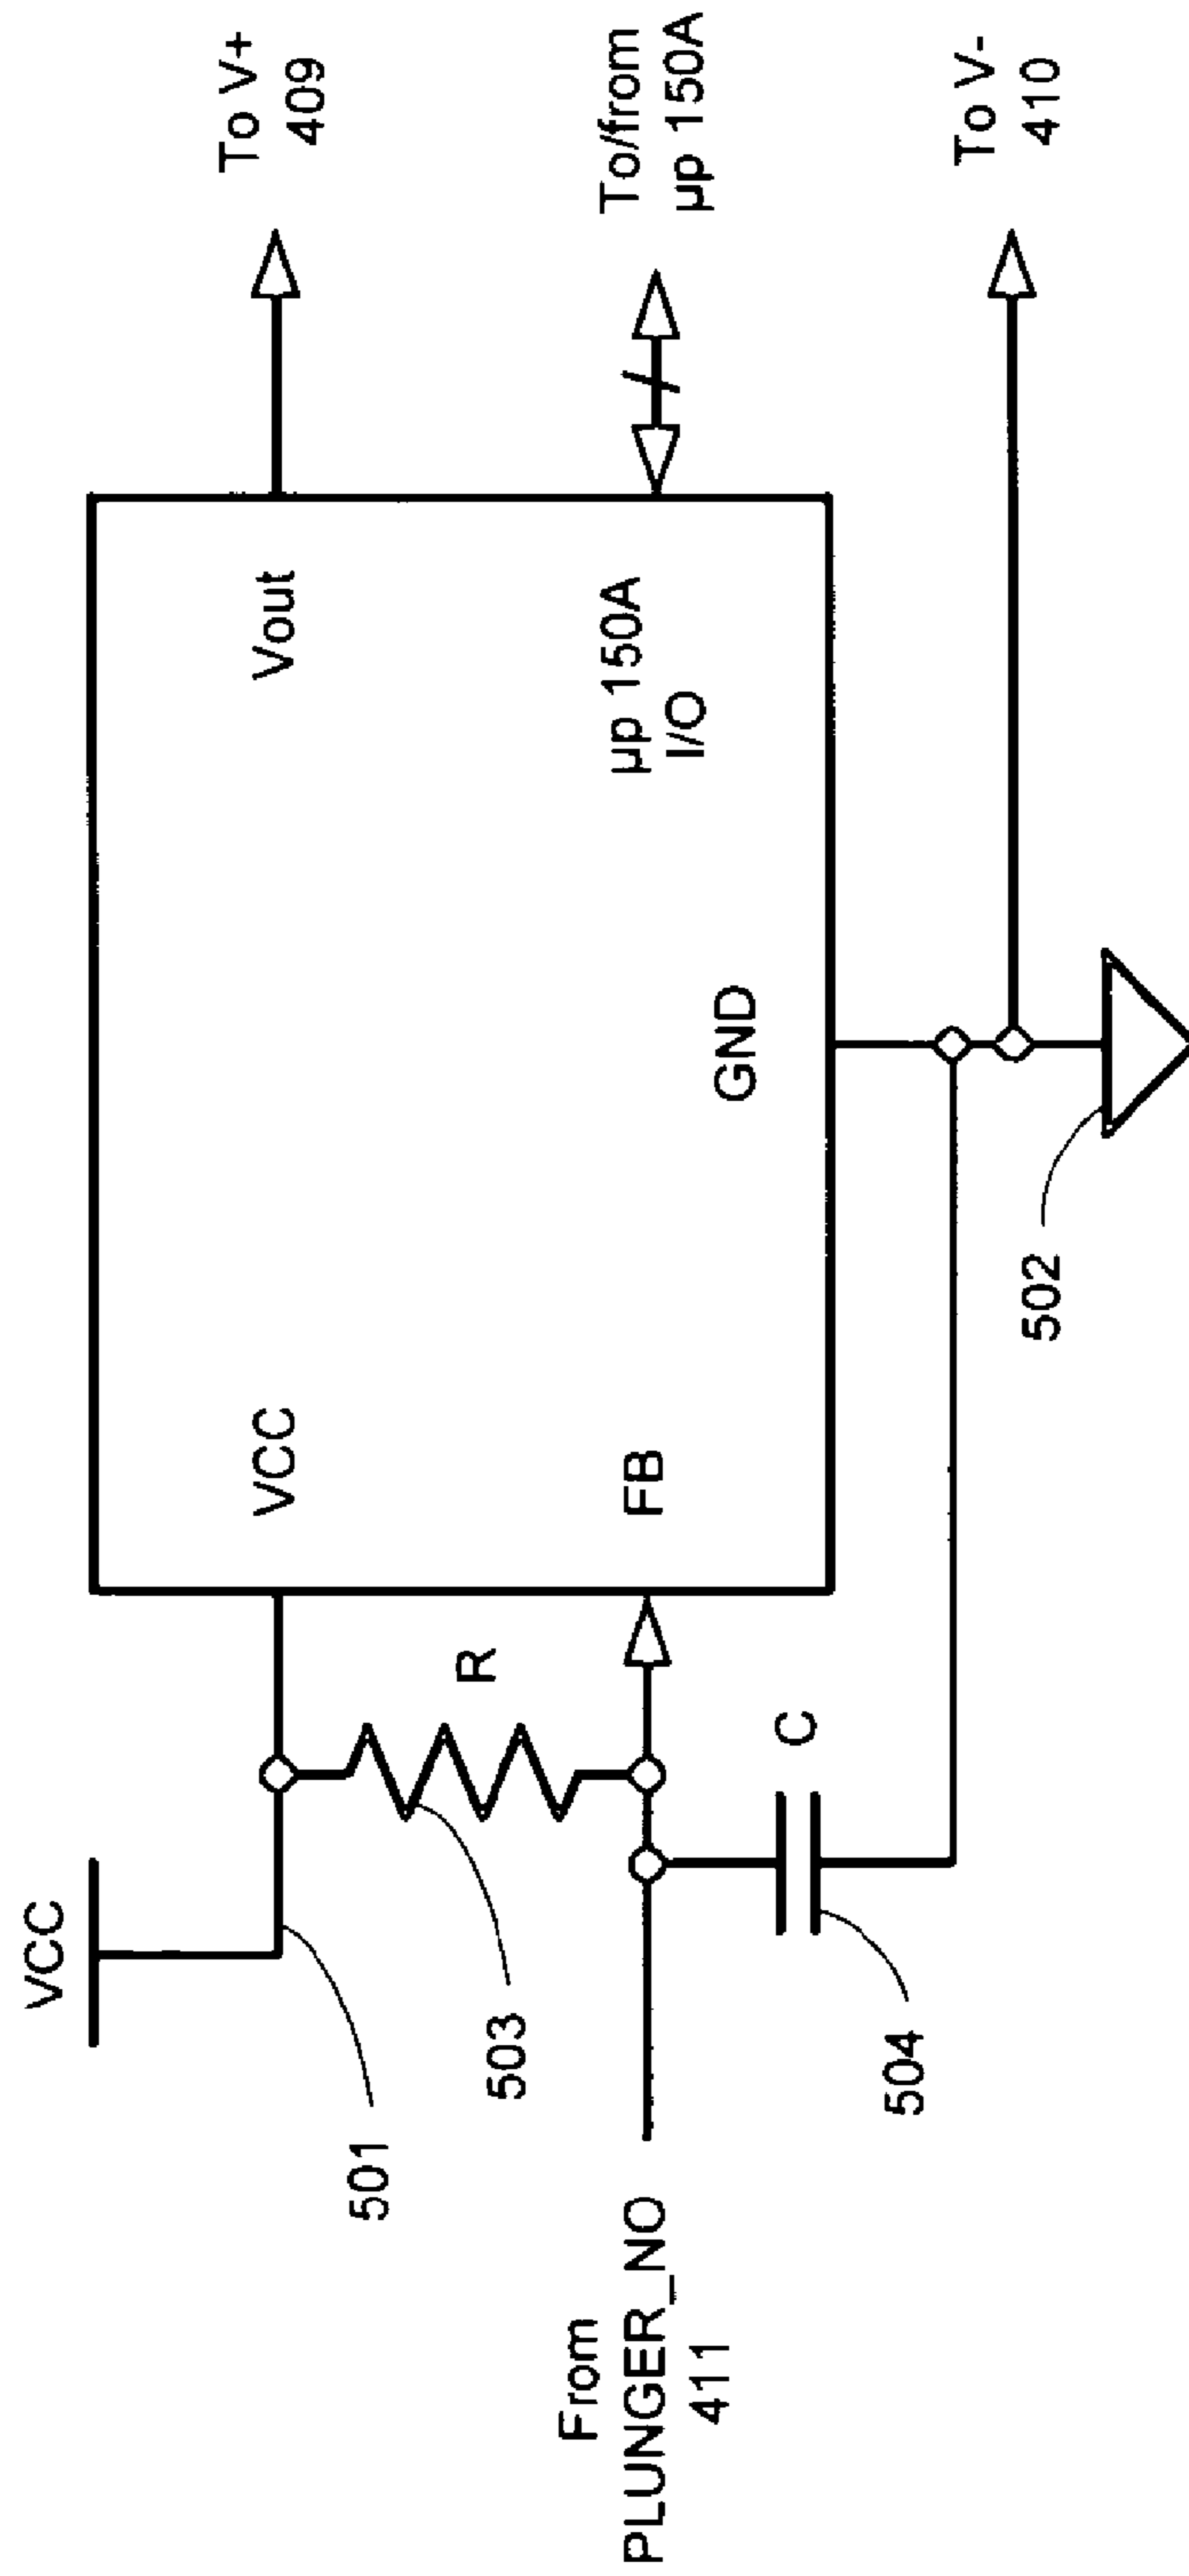 VCC
501
503
R
From
PLUNGER_NO
411
504
C
VCC
FB
GND
Vout
µp 150A
I/O
To V+
409
To/from
µp 150A
To V-
410
502